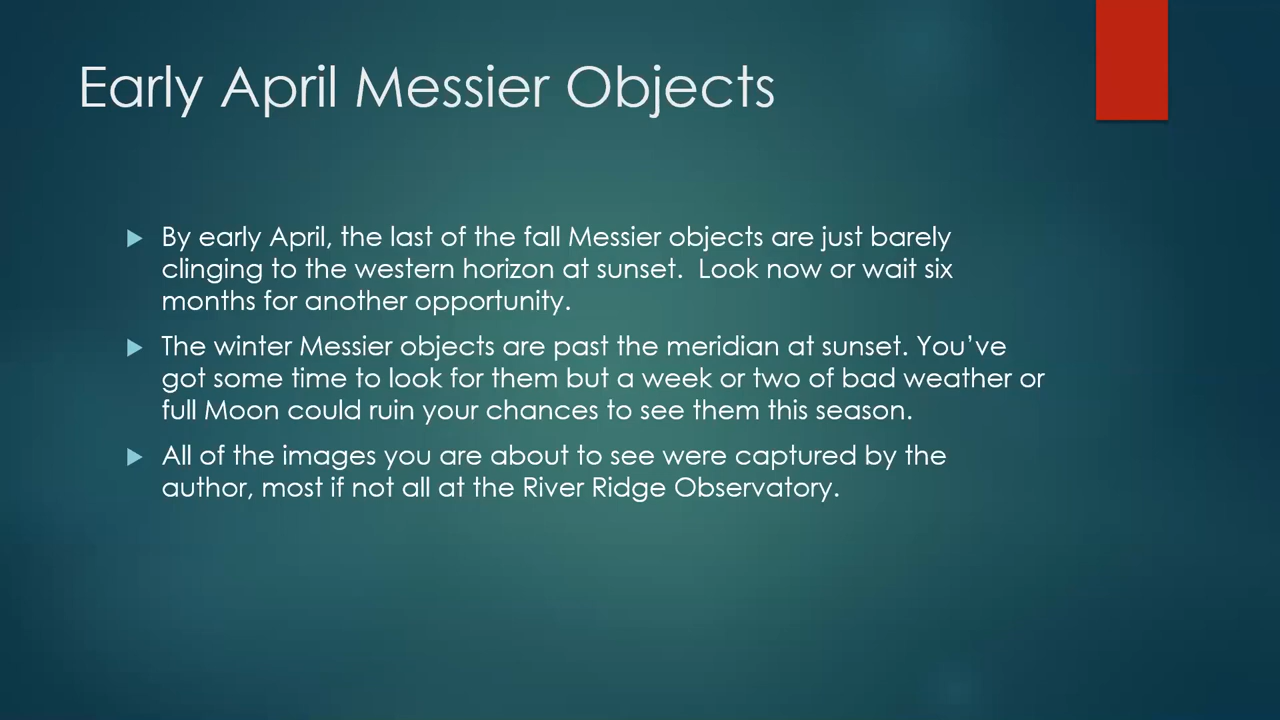 Early April Messier Objects
By early April, the last of the fall Messier objects are just barely
clinging to the western horizon at sunset.  Look now or wait six
months for another opportunity.
The winter Messier objects are past the meridian at sunset. You’ve
got some time to look for them but a week or two of bad weather or
full Moon could ruin your chances to see them this season.
All of the images you are about to see were captured by the
author, most if not all at the River Ridge Observatory.